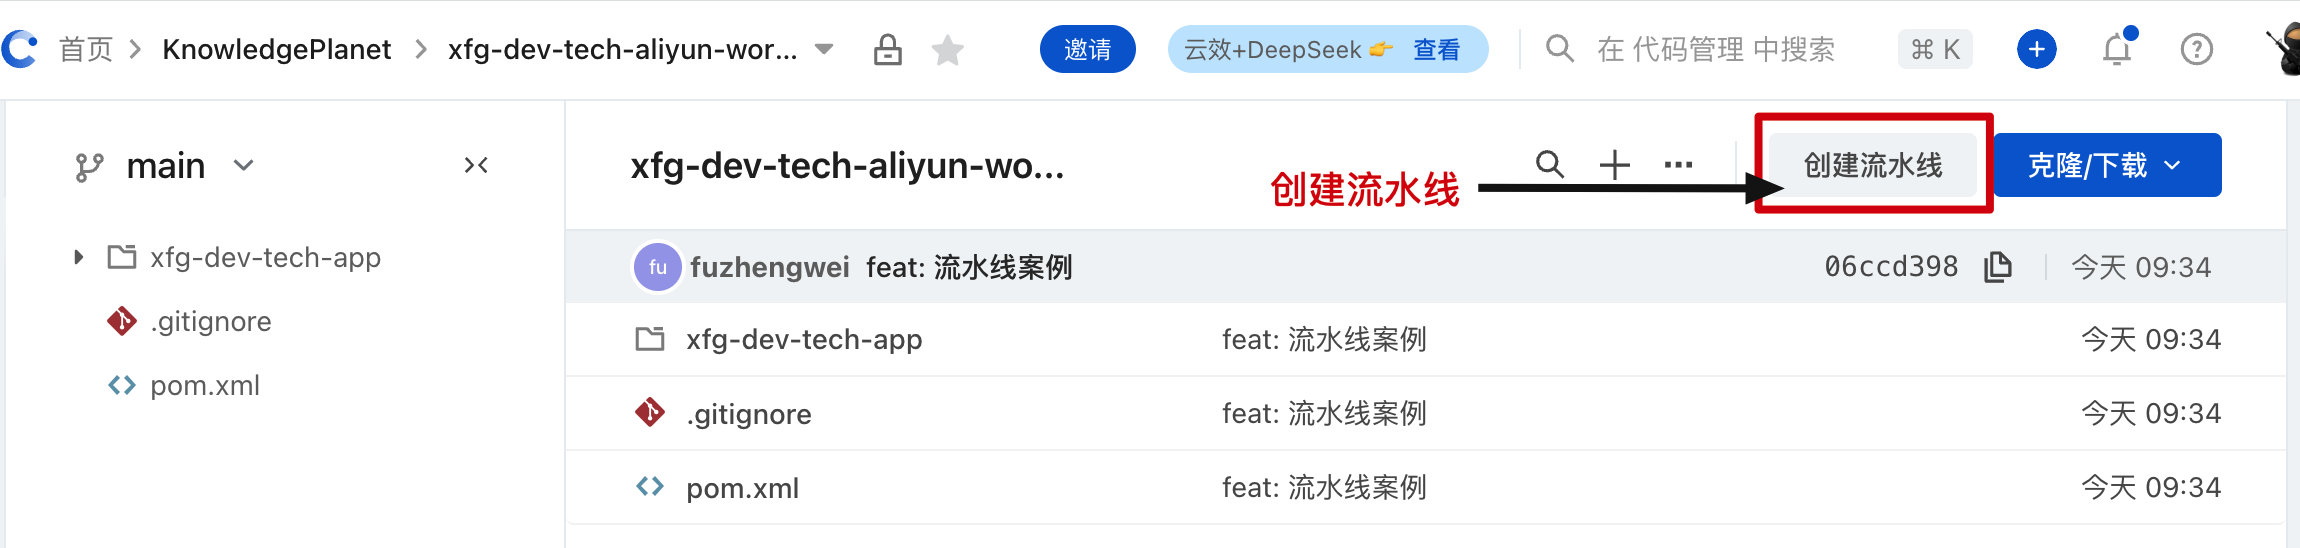 首页 > KnowledgePlanet > xfg-dev-tech-aliyun-wor...
邀请
云效+DeepSeek 👉 查看
在 代码管理 中搜索
⌘ K
main
xfg-dev-tech-app
.gitignore
pom.xml
xfg-dev-tech-aliyun-wo...
创建流水线
创建流水线
克隆/下载
fu fuzhengwei feat: 流水线案例 06ccd398 今天 09:34
xfg-dev-tech-app feat: 流水线案例 今天 09:34
.gitignore feat: 流水线案例 今天 09:34
pom.xml feat: 流水线案例 今天 09:34